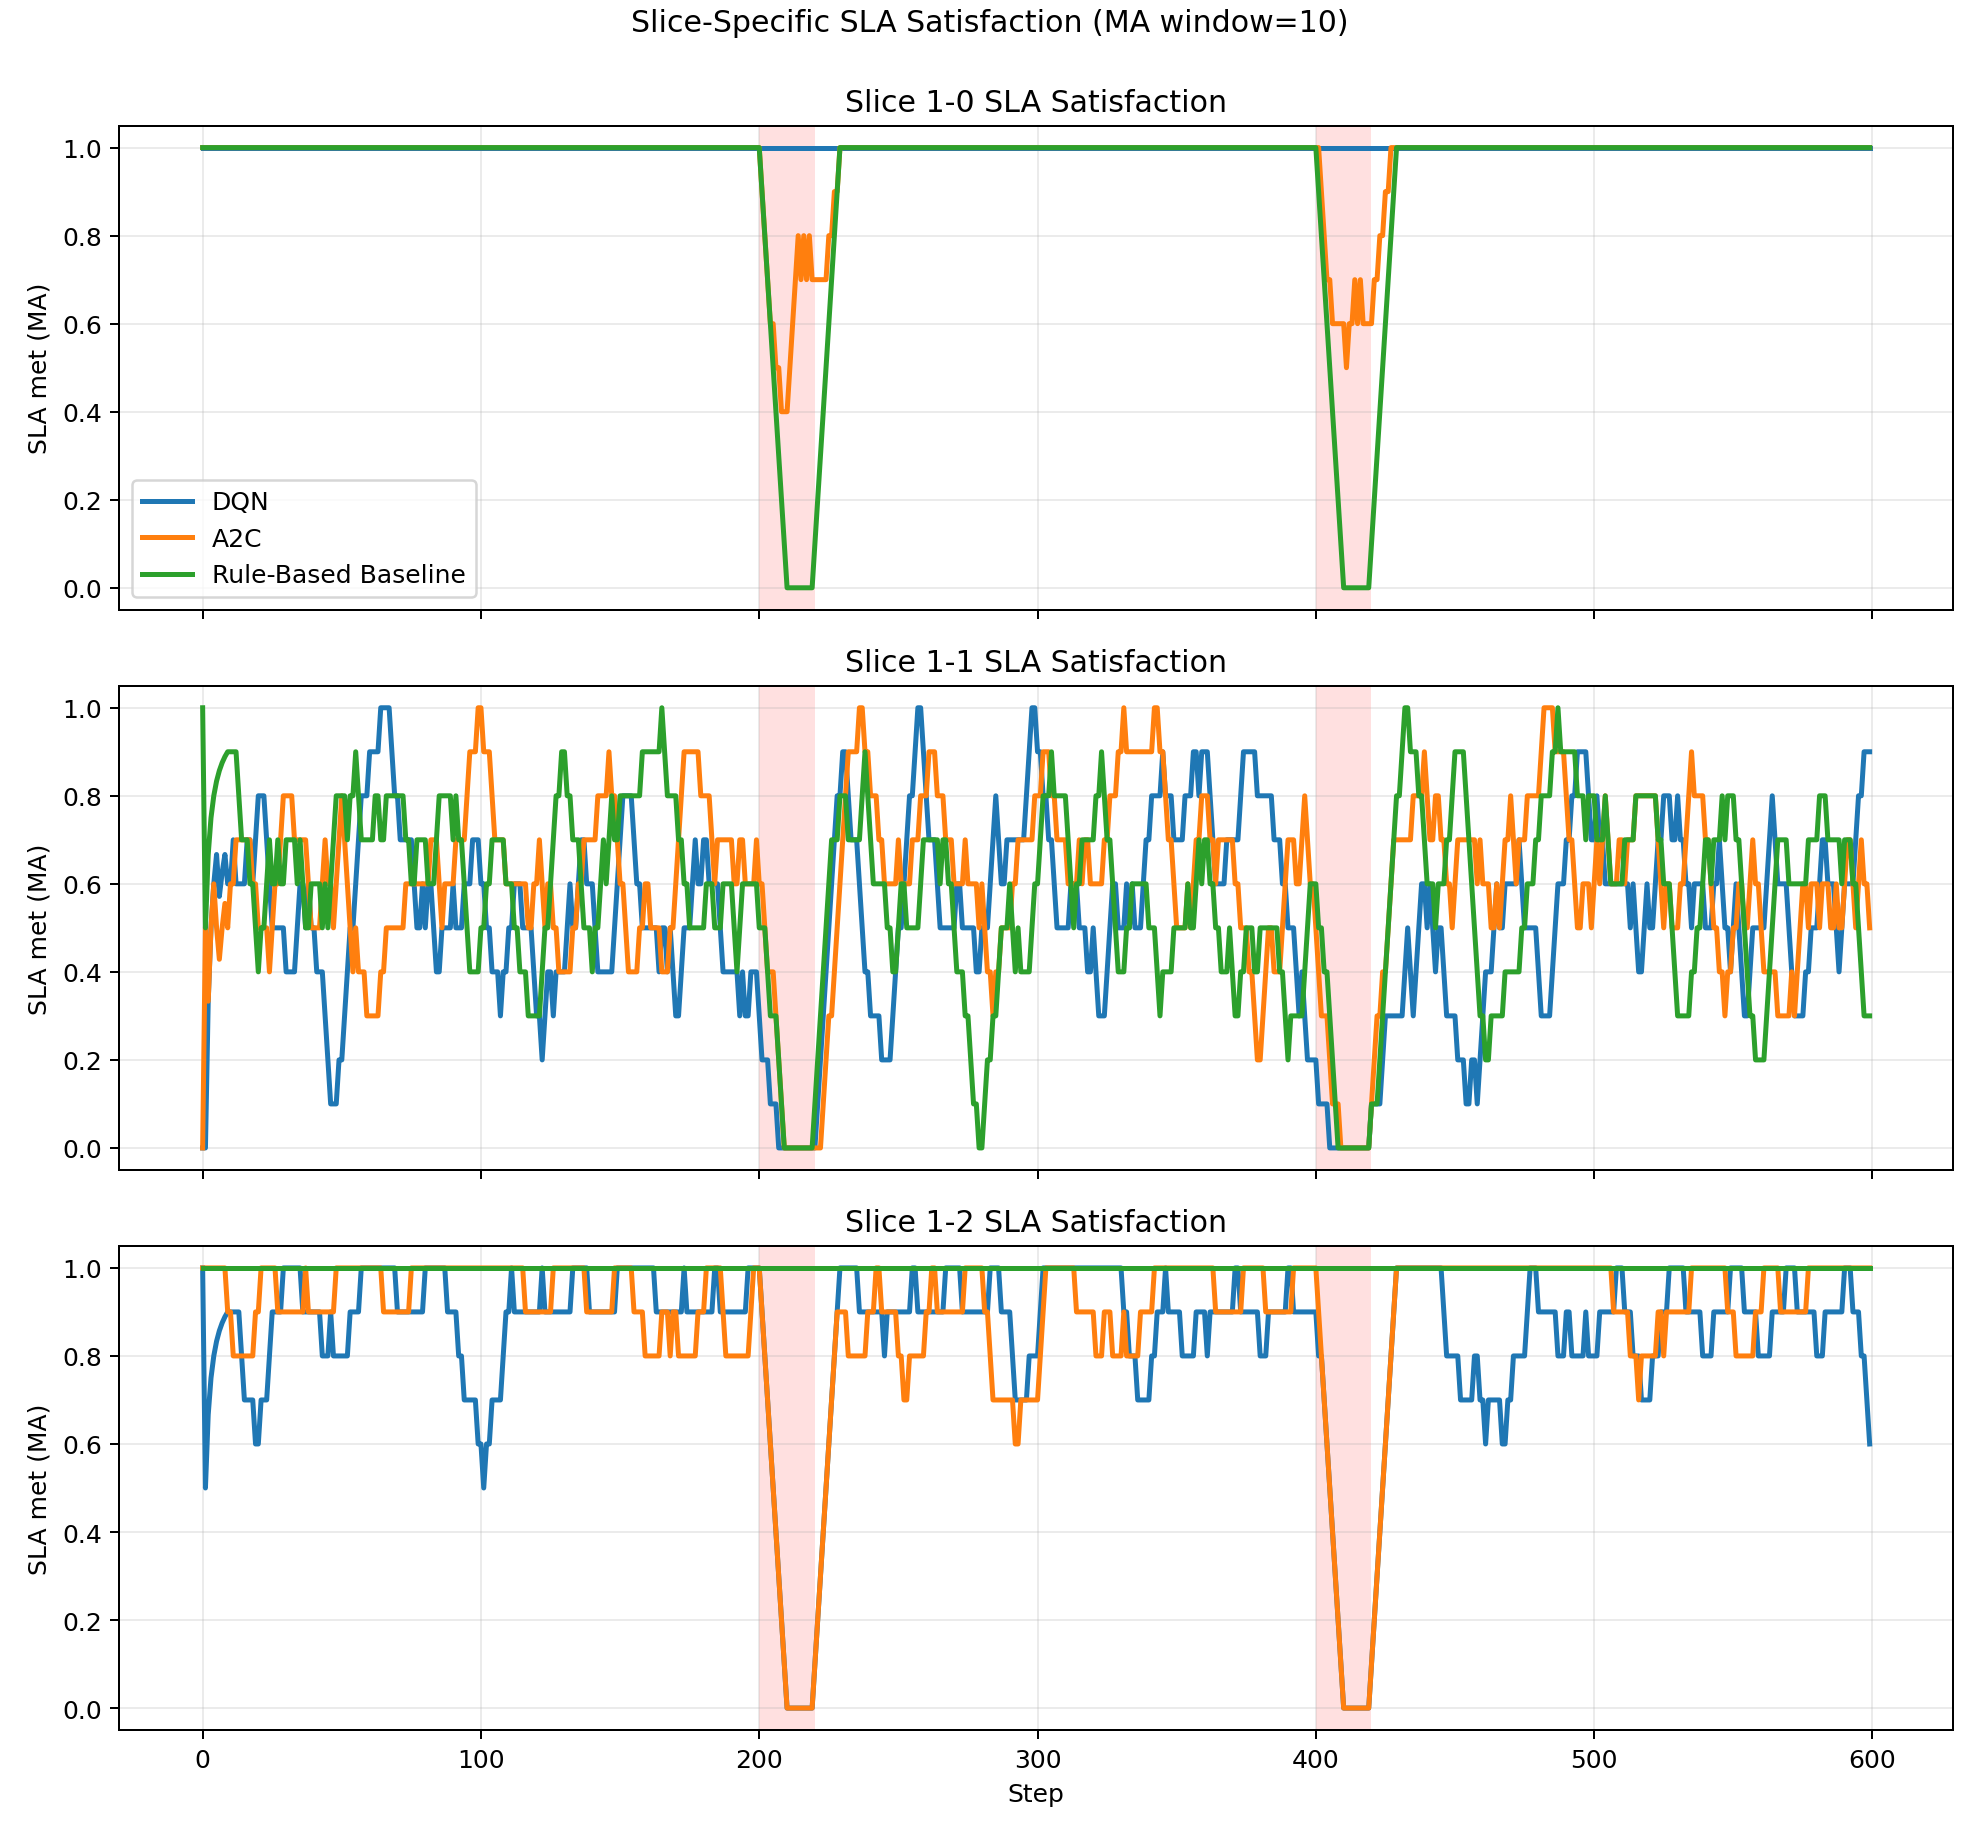 Slice-Specific SLA Satisfaction (MA window=10)
Slice 1-0 SLA Satisfaction
SLA met (MA)
1.0
0.8
0.6
0.4
0.2
0.0
DQN
A2C
Rule-Based Baseline
Slice 1-1 SLA Satisfaction
SLA met (MA)
1.0
0.8
0.6
0.4
0.2
0.0
Slice 1-2 SLA Satisfaction
SLA met (MA)
1.0
0.8
0.6
0.4
0.2
0.0
0 100 200 300 400 500 600
Step